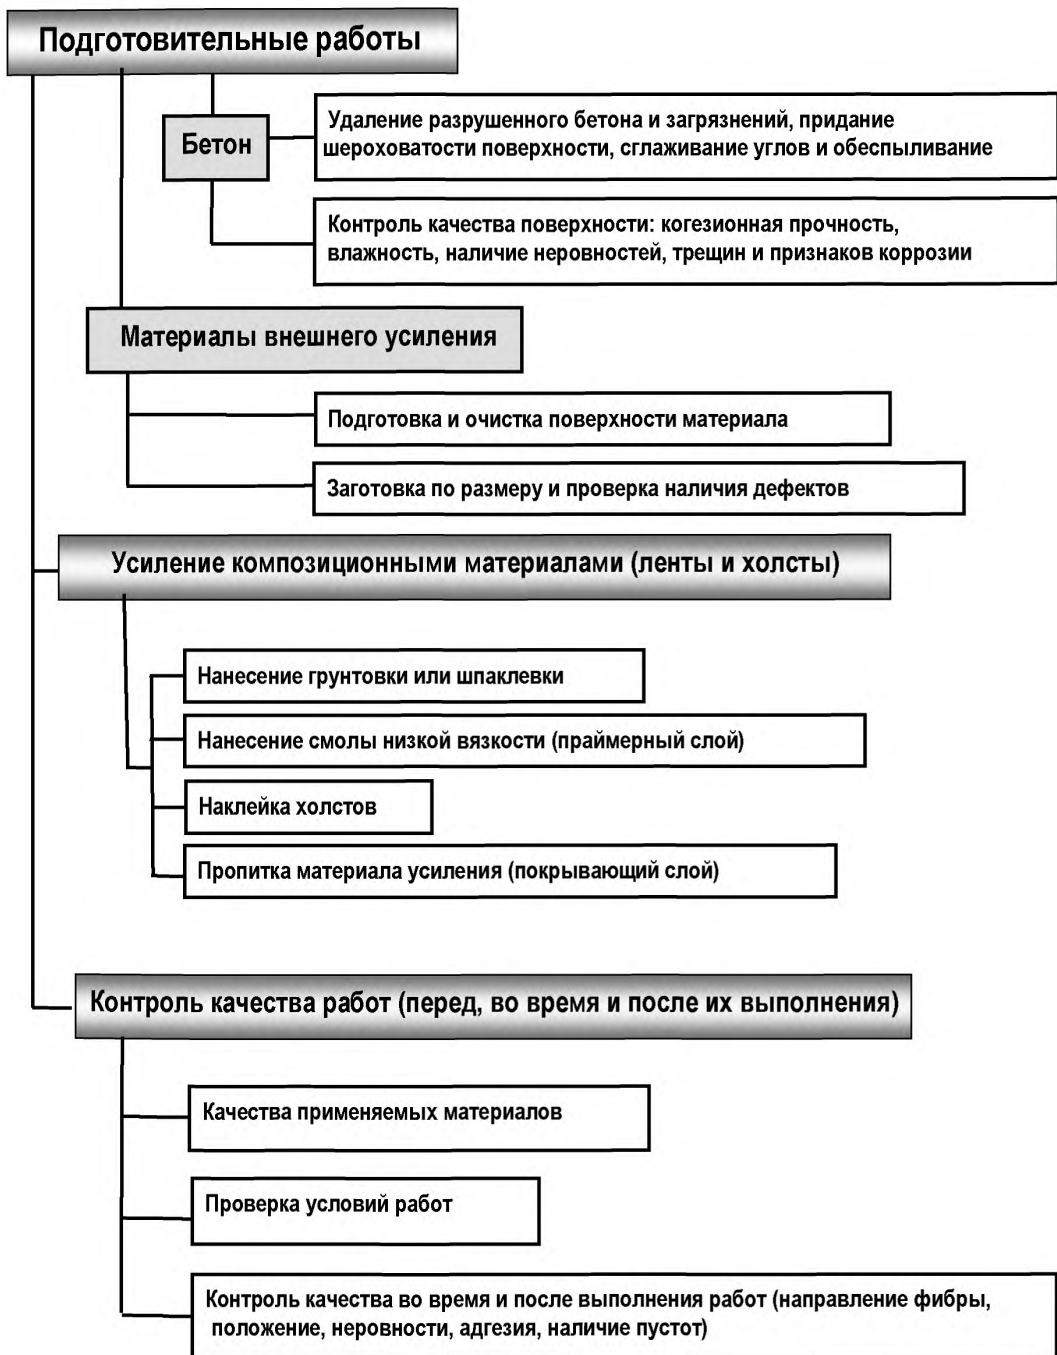 Подготовительные работы
Бетон
Удаление разрушенного бетона и загрязнений, придание
шероховатости поверхности, сглаживание углов и обеспыливание
Контроль качества поверхности: когезионная прочность,
влажность, наличие неровностей, трещин и признаков коррозии
Материалы внешнего усиления
Подготовка и очистка поверхности материала
Заготовка по размеру и проверка наличия дефектов
Усиление композиционными материалами (ленты и холсты)
Нанесение грунтовки или шпаклевки
Нанесение смолы низкой вязкости (праймерный слой)
Наклейка холстов
Пропитка материала усиления (покрывающий слой)
Контроль качества работ (перед, во время и после их выполнения)
Качества применяемых материалов
Проверка условий работ
Контроль качества во время и после выполнения работ (направление фибры,
положение, неровности, адгезия, наличие пустот)